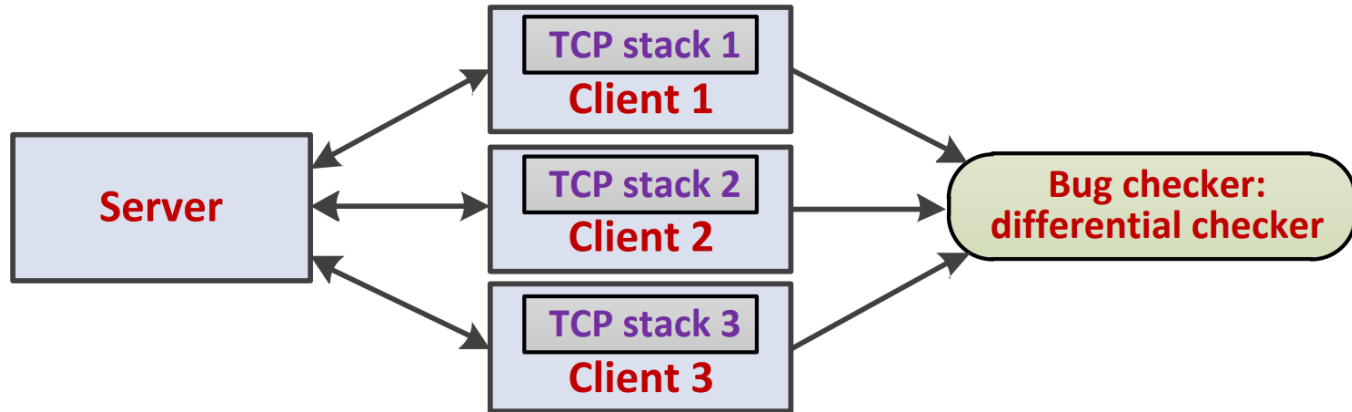 TCP stack 1
Client 1
Server
TCP stack 2
Client 2
Bug checker:
differential checker
TCP stack 3
Client 3